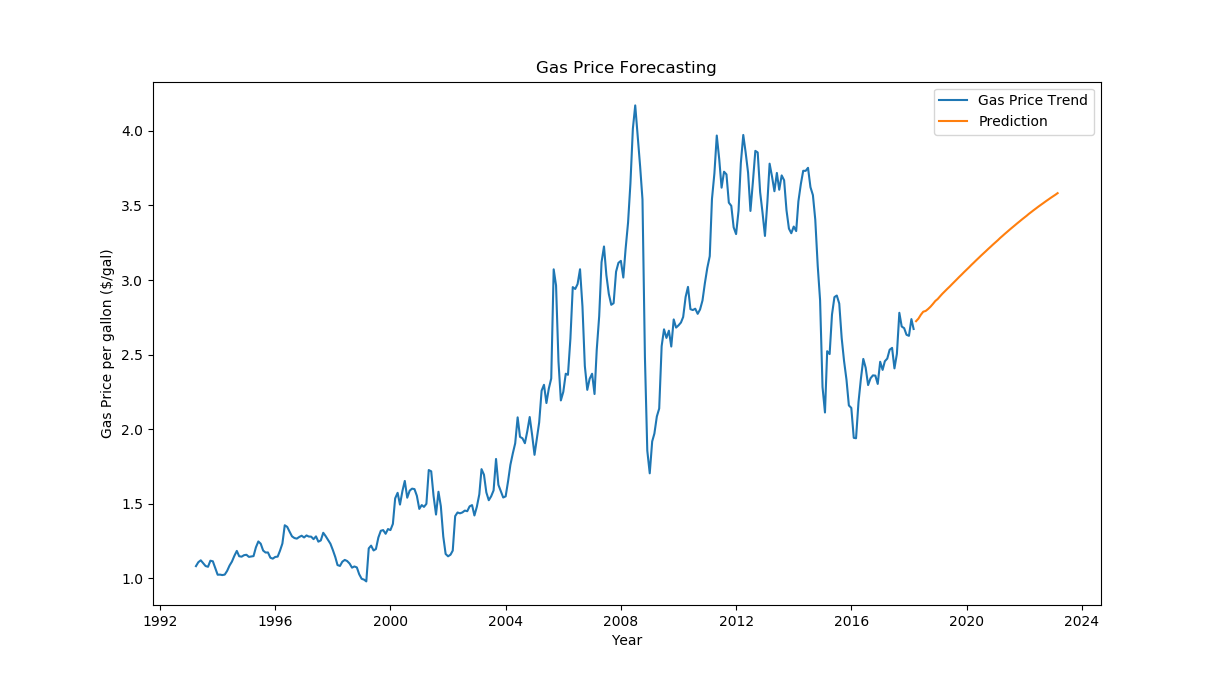 Gas Price Forecasting
Gas Price Trend
Prediction
Gas Price per gallon ($/gal)
4.0
3.5
3.0
2.5
2.0
1.5
1.0
1992 1996 2000 2004 2008 2012 2016 2020 2024
Year